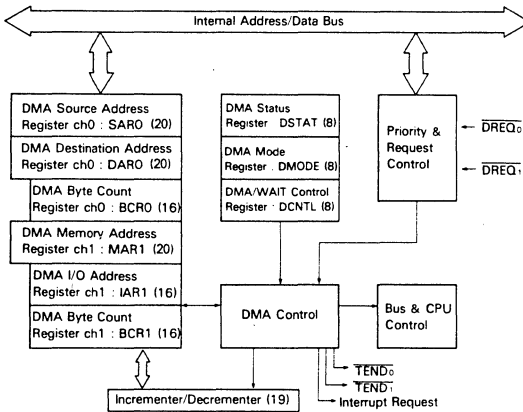 Internal Address/Data Bus
DMA Source Address
Register ch0 : SAR0 (20)
DMA Destination Address
Register ch0 : DAR0 (20)
DMA Byte Count
Register ch0 : BCR0 (16)
DMA Memory Address
Register ch1 : MAR1 (20)
DMA I/O Address
Register ch1 : IAR1 (16)
DMA Byte Count
Register ch1 : BCR1 (16)
Incrementer/Decrementer (19)
DMA Status
Register DSTAT (8)
DMA Mode
Register : DMODE (8)
DMA/WAIT Control
Register : DCNTL (8)
DMA Control
Priority &
Request
Control
DREQ0
DREQ1
Bus & CPU
Control
TEND0
TEND1
Interrupt Request